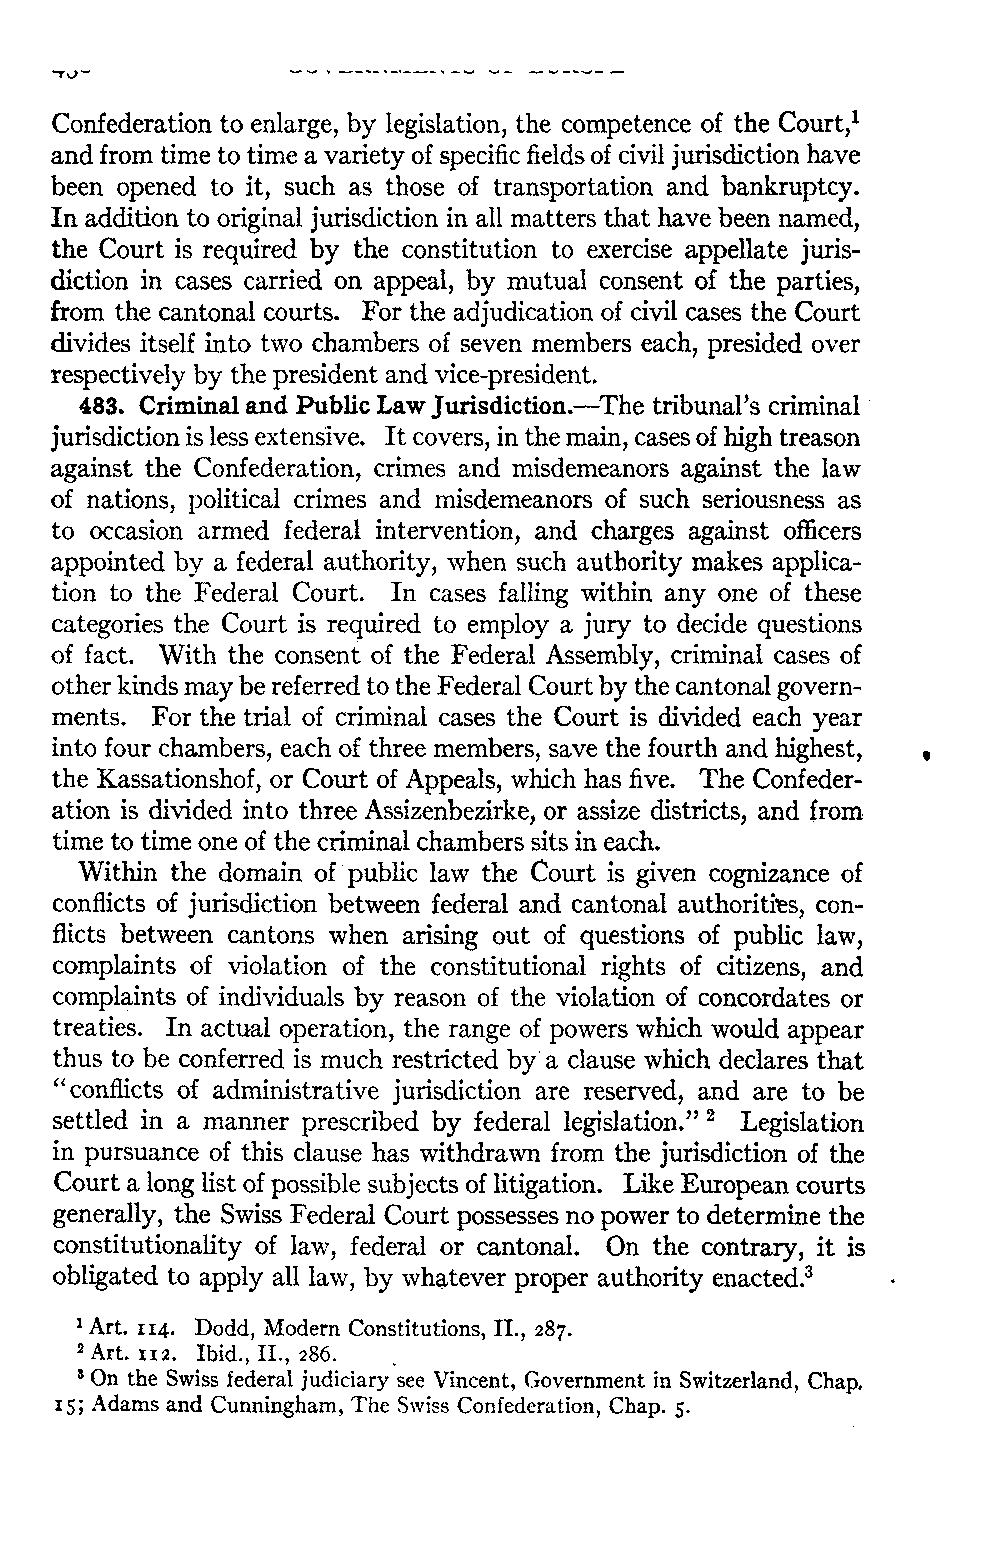 Confederation to enlarge, by legislation, the competence of the Court,¹
and from time to time a variety of specific fields of civil jurisdiction have
been opened to it, such as those of transportation and bankruptcy.
In addition to original jurisdiction in all matters that have been named,
the Court is required by the constitution to exercise appellate juris-
diction in cases carried on appeal, by mutual consent of the parties,
from the cantonal courts. For the adjudication of civil cases the Court
divides itself into two chambers of seven members each, presided over
respectively by the president and vice-president.
483. Criminal and Public Law Jurisdiction.—The tribunal's criminal
jurisdiction is less extensive. It covers, in the main, cases of high treason
against the Confederation, crimes and misdemeanors against the law
of nations, political crimes and misdemeanors of such seriousness as
to occasion armed federal intervention, and charges against officers
appointed by a federal authority, when such authority makes applica-
tion to the Federal Court. In cases falling within any one of these
categories the Court is required to employ a jury to decide questions
of fact. With the consent of the Federal Assembly, criminal cases of
other kinds may be referred to the Federal Court by the cantonal govern-
ments. For the trial of criminal cases the Court is divided each year
into four chambers, each of three members, save the fourth and highest,
the Kassationshof, or Court of Appeals, which has five. The Confeder-
ation is divided into three Assizenbezirke, or assize districts, and from
time to time one of the criminal chambers sits in each.
Within the domain of public law the Court is given cognizance of
conflicts of jurisdiction between federal and cantonal authorities, con-
flicts between cantons when arising out of questions of public law,
complaints of violation of the constitutional rights of citizens, and
complaints of individuals by reason of the violation of concordates or
treaties. In actual operation, the range of powers which would appear
thus to be conferred is much restricted by a clause which declares that
"conflicts of administrative jurisdiction are reserved, and are to be
settled in a manner prescribed by federal legislation." ² Legislation
in pursuance of this clause has withdrawn from the jurisdiction of the
Court a long list of possible subjects of litigation. Like European courts
generally, the Swiss Federal Court possesses no power to determine the
constitutionality of law, federal or cantonal. On the contrary, it is
obligated to apply all law, by whatever proper authority enacted.³
¹ Art. 114. Dodd, Modern Constitutions, II., 287.
² Art. 112. Ibid., II., 286.
³ On the Swiss federal judiciary see Vincent, Government in Switzerland, Chap.
15; Adams and Cunningham, The Swiss Confederation, Chap. 5.